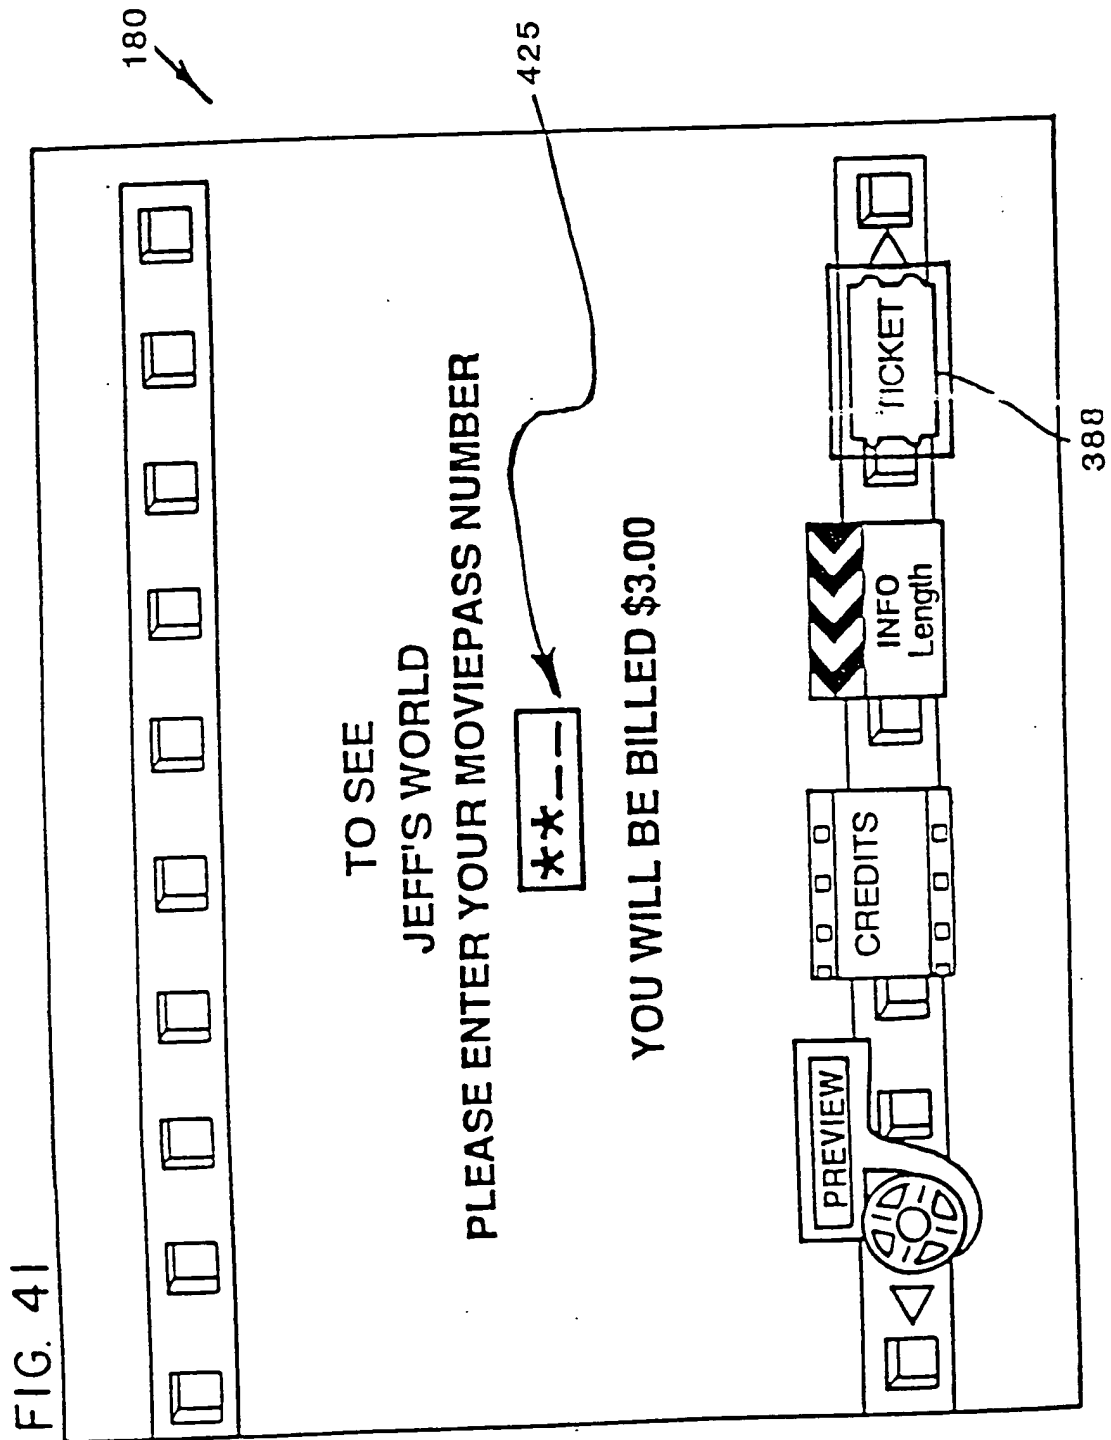 FIG. 41
180
425
TO SEE
JEFF'S WORLD
PLEASE ENTER YOUR MOVIEPASS NUMBER
**--
YOU WILL BE BILLED $3.00
PREVIEW
CREDITS
INFO
Length
TICKET
388